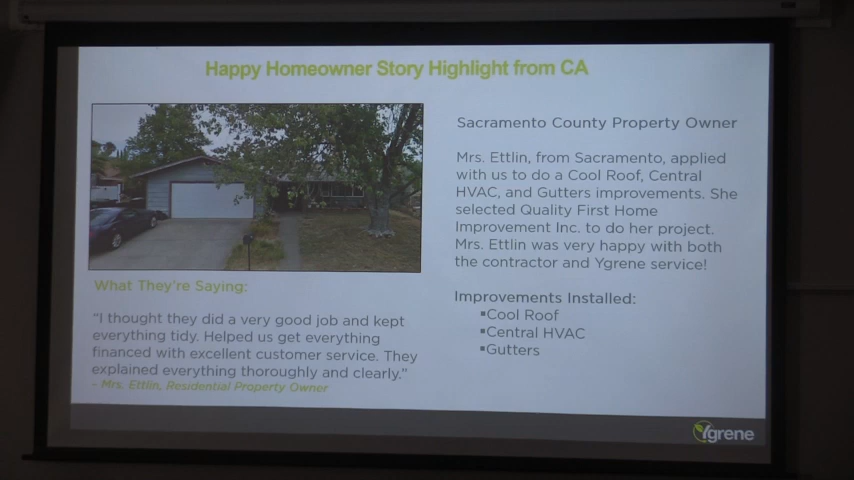 Happy Homeowner Story Highlight from CA
Sacramento County Property Owner
Mrs. Ettlin, from Sacramento, applied
with us to do a Cool Roof, Central
HVAC, and Gutters improvements. She
selected Quality First Home
Improvement Inc. to do her project.
Mrs. Ettlin was very happy with both
the contractor and Ygrene service!
Improvements Installed:
▪Cool Roof
▪Central HVAC
▪Gutters
What They're Saying:
"I thought they did a very good job and kept
everything tidy. Helped us get everything
financed with excellent customer service. They
explained everything thoroughly and clearly."
– Mrs. Ettlin, Residential Property Owner
Ygrene